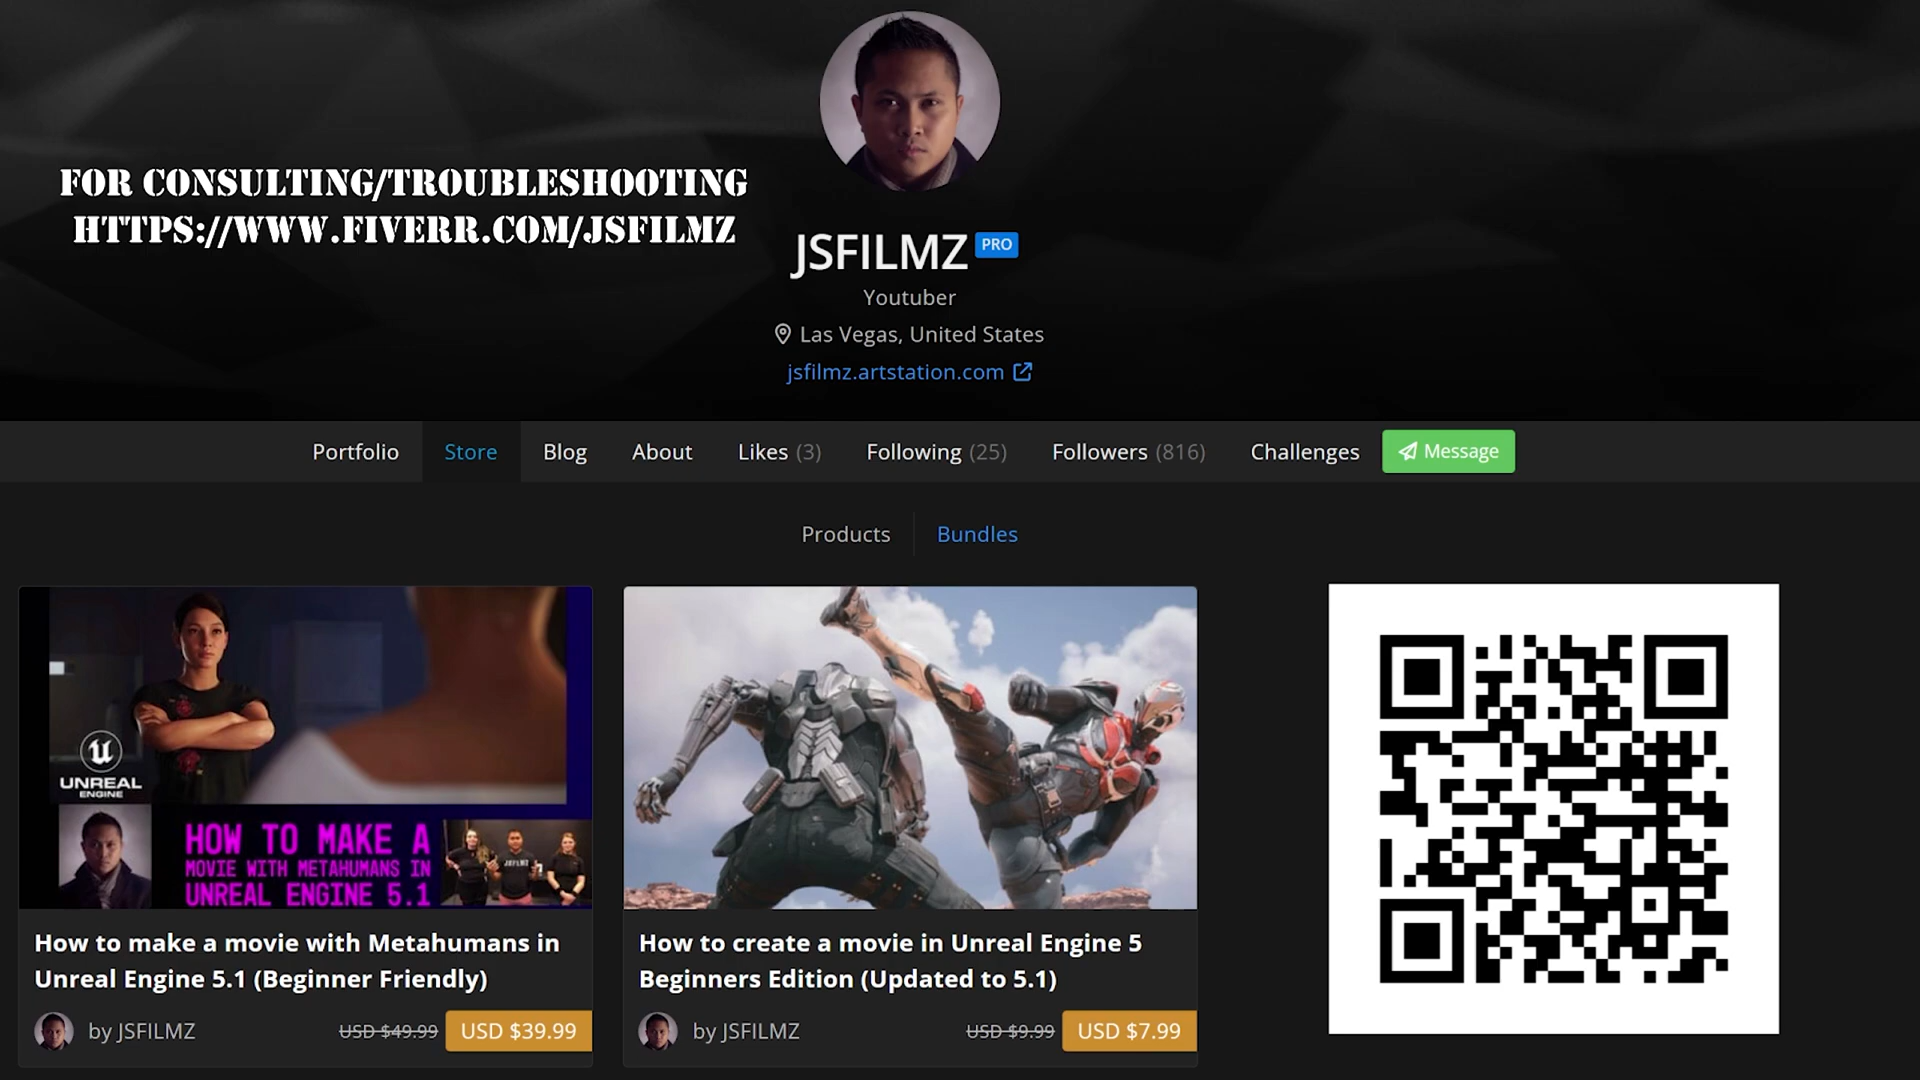 FOR CONSULTING/TROUBLESHOOTING
HTTPS://WWW.FIVERR.COM/JSFILMZ
JSFILMZ PRO
Youtuber
Las Vegas, United States
jsfilmz.artstation.com
Portfolio Store Blog About Likes (3) Following (25) Followers (816) Challenges Message
Products Bundles
UNREAL
ENGINE
HOW TO MAKE A
MOVIE WITH METAHUMANS IN
UNREAL ENGINE 5.1
JSFILMZ
How to make a movie with Metahumans in
Unreal Engine 5.1 (Beginner Friendly)
by JSFILMZ USD $49.99 USD $39.99
How to create a movie in Unreal Engine 5
Beginners Edition (Updated to 5.1)
by JSFILMZ USD $9.99 USD $7.99